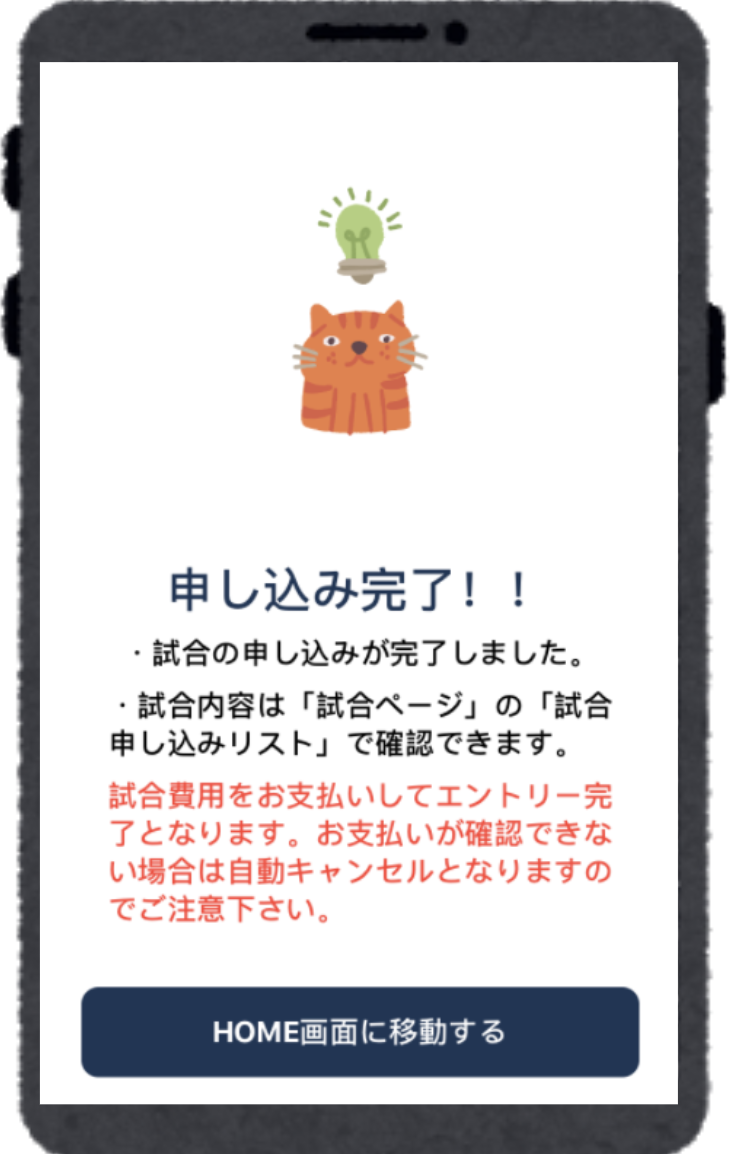 申し込み完了！！
・試合の申し込みが完了しました。
・試合内容は「試合ページ」の「試合
申し込みリスト」で確認できます。
試合費用をお支払いしてエントリー完
了となります。お支払いが確認できな
い場合は自動キャンセルとなりますの
でご注意下さい。
HOME画面に移動する